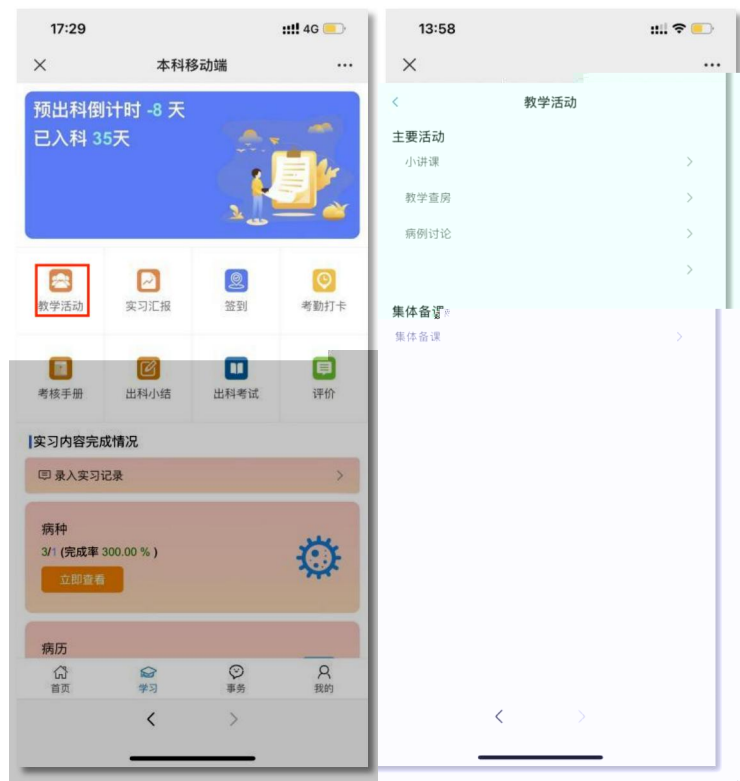 17:29
4G
本科移动端
预出科倒计时 -8 天
已入科 35天
教学活动
实习汇报
签到
考勤打卡
考核手册
出科小结
出科考试
评价
实习内容完成情况
录入实习记录
病种
3/1 (完成率 300.00 % )
立即查看
病历
首页
学习
事务
我的
13:58
教学活动
主要活动
小讲课
教学查房
病例讨论
集体备课
集体备课